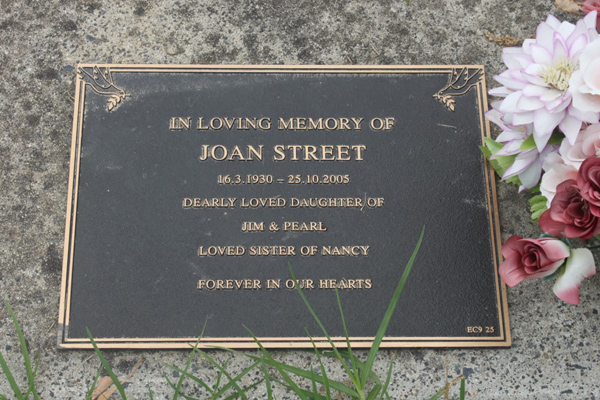 IN LOVING MEMORY OF
JOAN STREET
16.3.1930 – 25.10.2005
DEARLY LOVED DAUGHTER OF
JIM & PEARL
LOVED SISTER OF NANCY
FOREVER IN OUR HEARTS
EC9 25